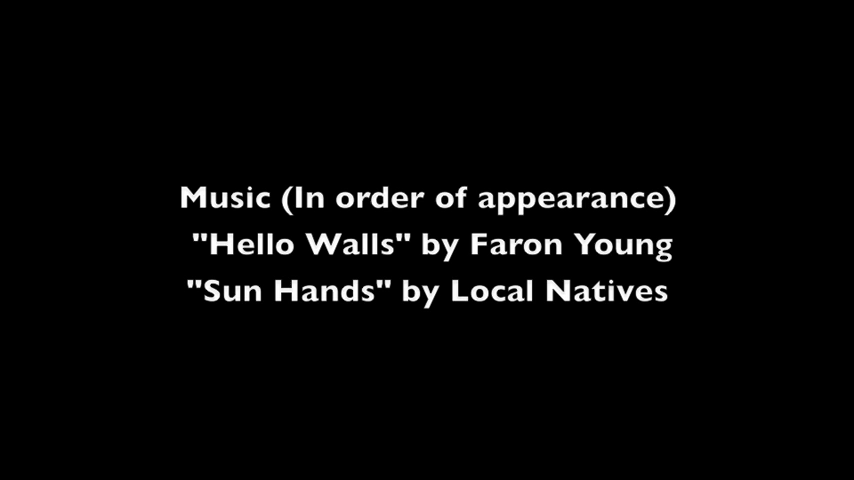 Music (In order of appearance)
"Hello Walls" by Faron Young
"Sun Hands" by Local Natives